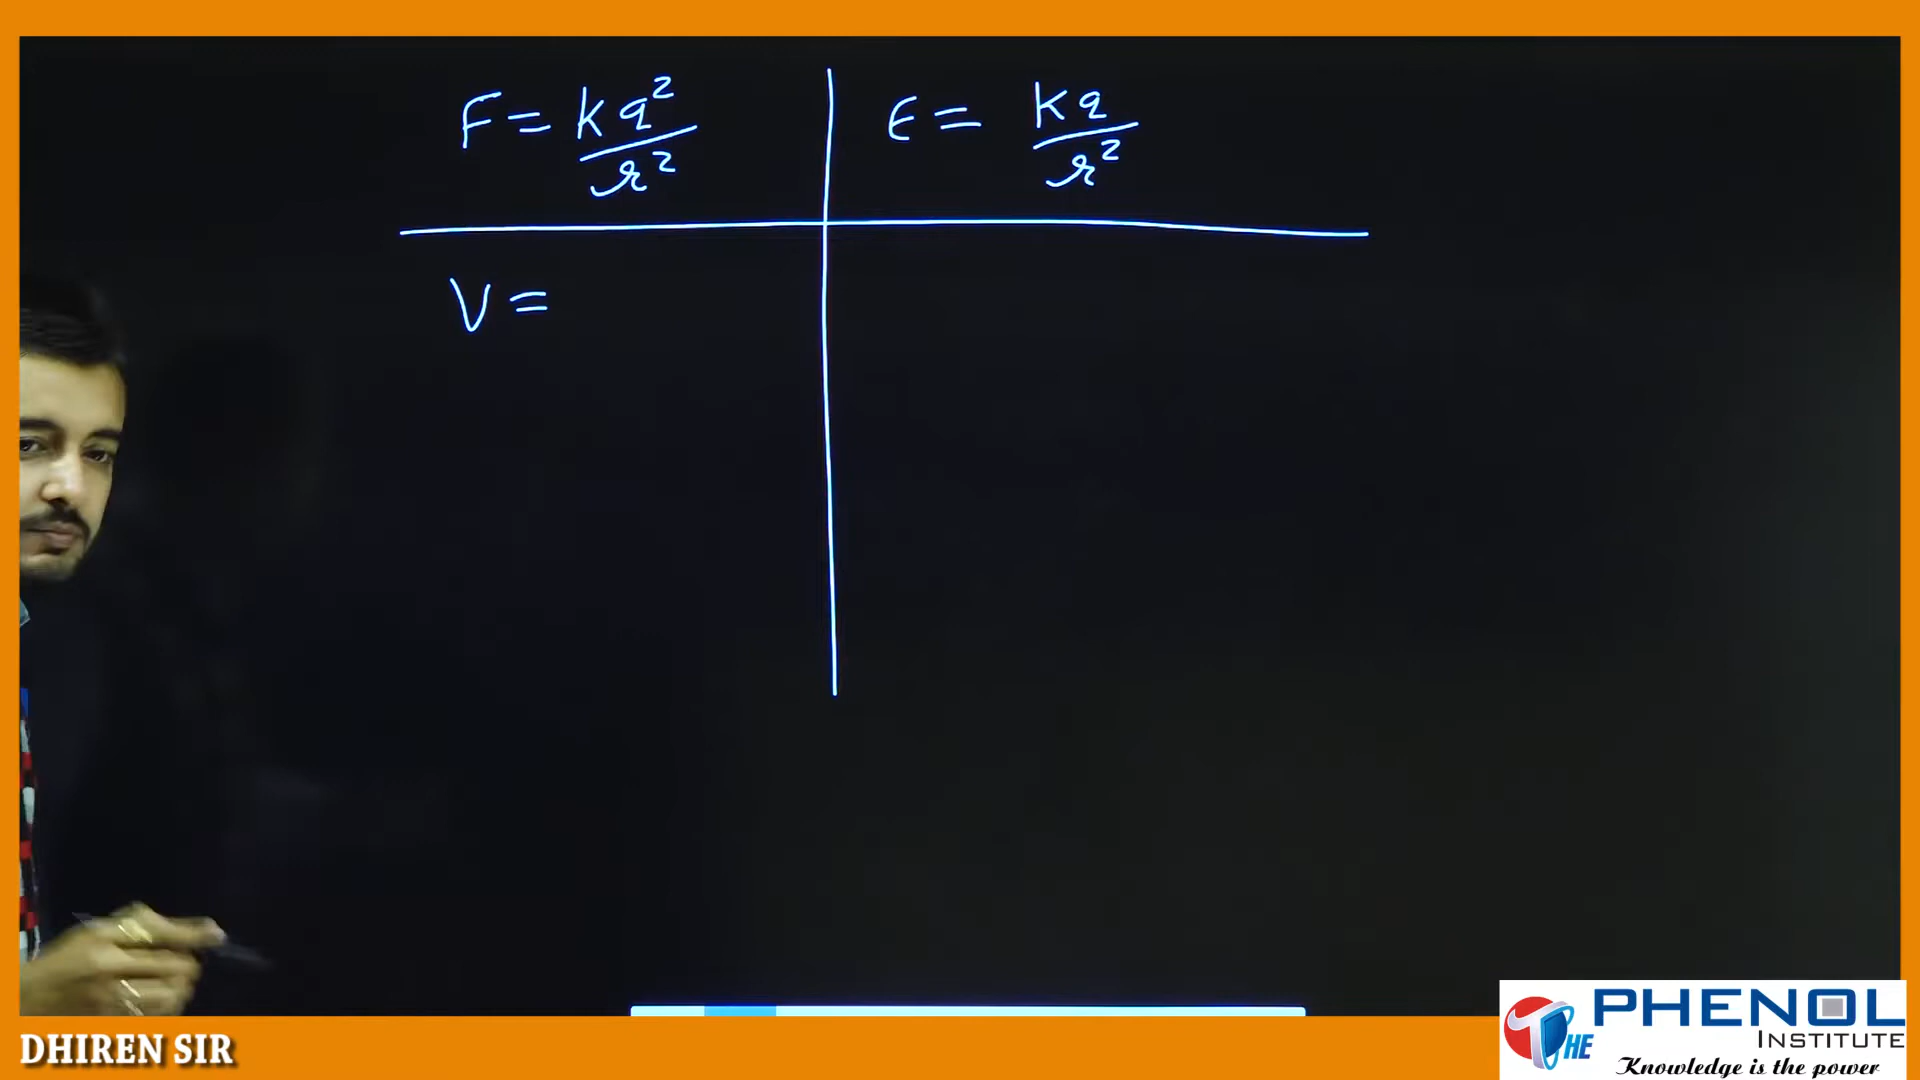 F = kq²/r²
E = kq/r²
V =
DHIREN SIR
THE PHENOL
INSTITUTE
Knowledge is the power